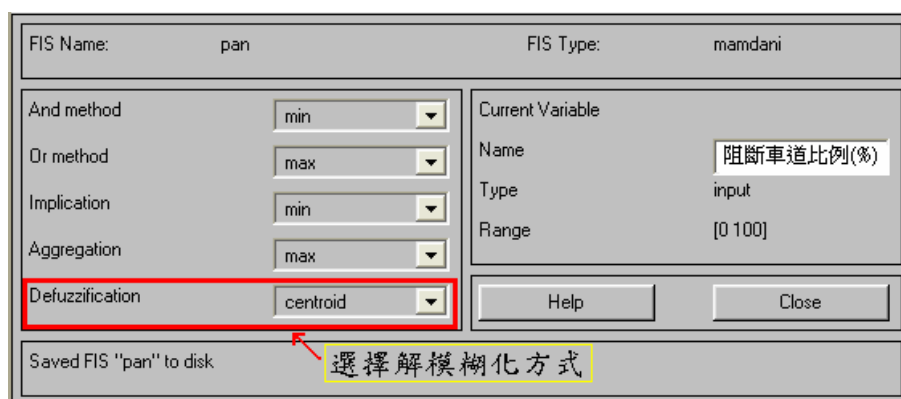 FIS Name: pan FIS Type: mamdani
And method min
Or method max
Implication min
Aggregation max
Defuzzification centroid
Current Variable
Name 阻斷車道比例(%)
Type input
Range [0 100]
Help Close
Saved FIS "pan" to disk
選擇解模糊化方式